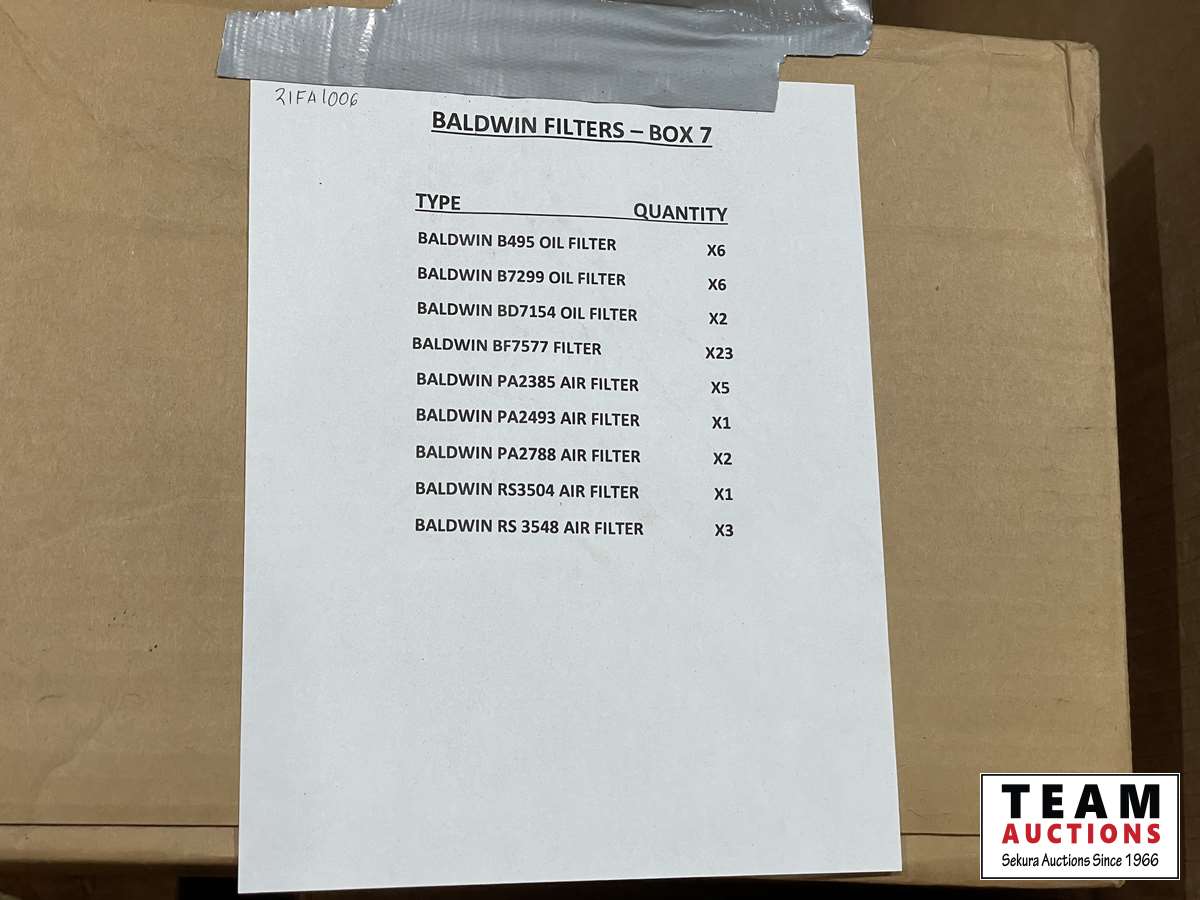 21FA1006
BALDWIN FILTERS – BOX 7
TYPE QUANTITY
BALDWIN B495 OIL FILTER X6
BALDWIN B7299 OIL FILTER X6
BALDWIN BD7154 OIL FILTER X2
BALDWIN BF7577 FILTER X23
BALDWIN PA2385 AIR FILTER X5
BALDWIN PA2493 AIR FILTER X1
BALDWIN PA2788 AIR FILTER X2
BALDWIN RS3504 AIR FILTER X1
BALDWIN RS 3548 AIR FILTER X3
TEAM
AUCTIONS
Sekura Auctions Since 1966